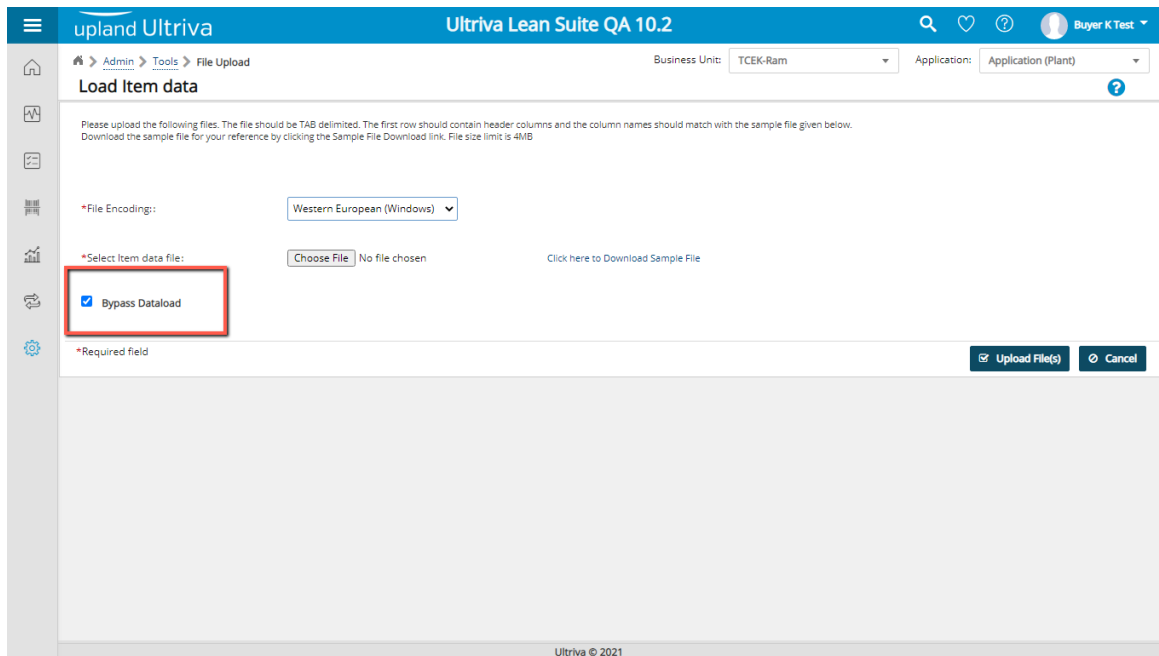 upland Ultriva
Ultriva Lean Suite QA 10.2
Buyer K Test
Admin > Tools > File Upload
Business Unit: TCEK-Ram
Application: Application (Plant)
Load Item data
Please upload the following files. The file should be TAB delimited. The first row should contain header columns and the column names should match with the sample file given below.
Download the sample file for your reference by clicking the Sample File Download link. File size limit is 4MB
*File Encoding:: Western European (Windows)
*Select Item data file: Choose File No file chosen Click here to Download Sample File
Bypass Dataload
*Required field
Upload File(s) Cancel
Ultriva © 2021